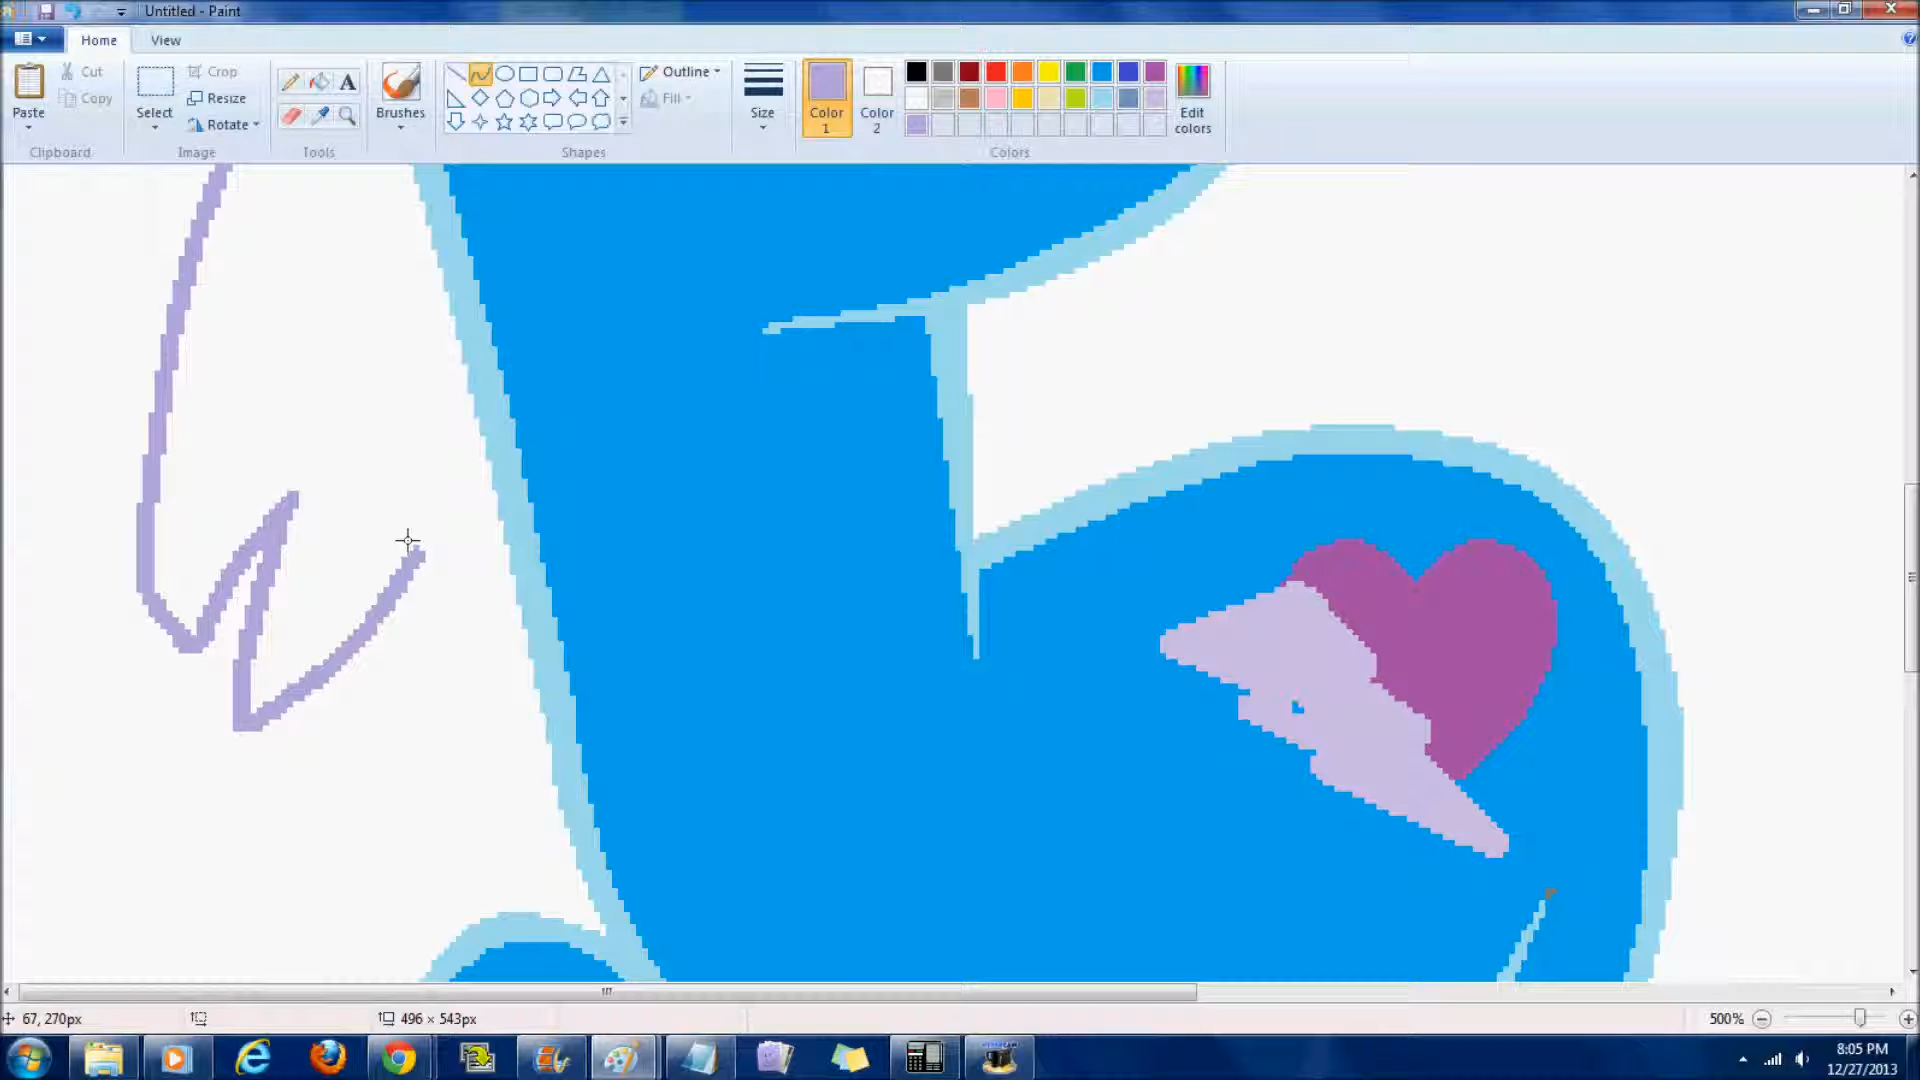 Untitled - Paint
Home View
Paste
Cut
Copy
Clipboard
Select
Crop
Resize
Rotate
Image
A
Tools
Brushes
Outline
Fill
Shapes
Size
Color 1
Color 2
Edit colors
Colors
67, 270px
496 × 543px
500%
8:05 PM
12/27/2013